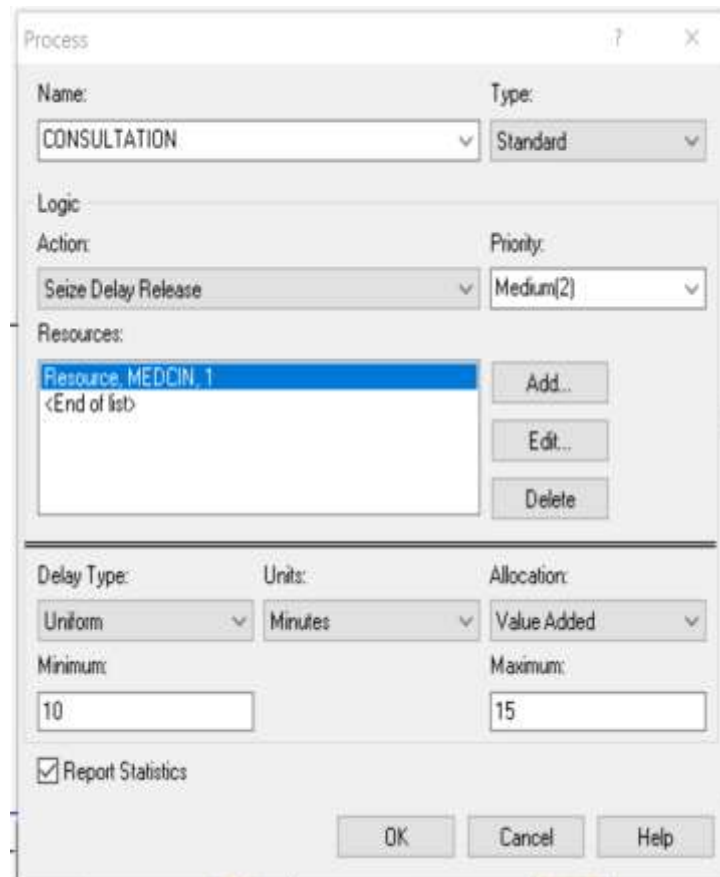 Process ? ×
Name: Type:
CONSULTATION Standard
Logic
Action: Priority:
Seize Delay Release Medium(2)
Resources:
Resource, MEDCIN, 1
<End of list>
Add...
Edit...
Delete
Delay Type: Units: Allocation:
Uniform Minutes Value Added
Minimum: Maximum:
10 15
Report Statistics
OK Cancel Help